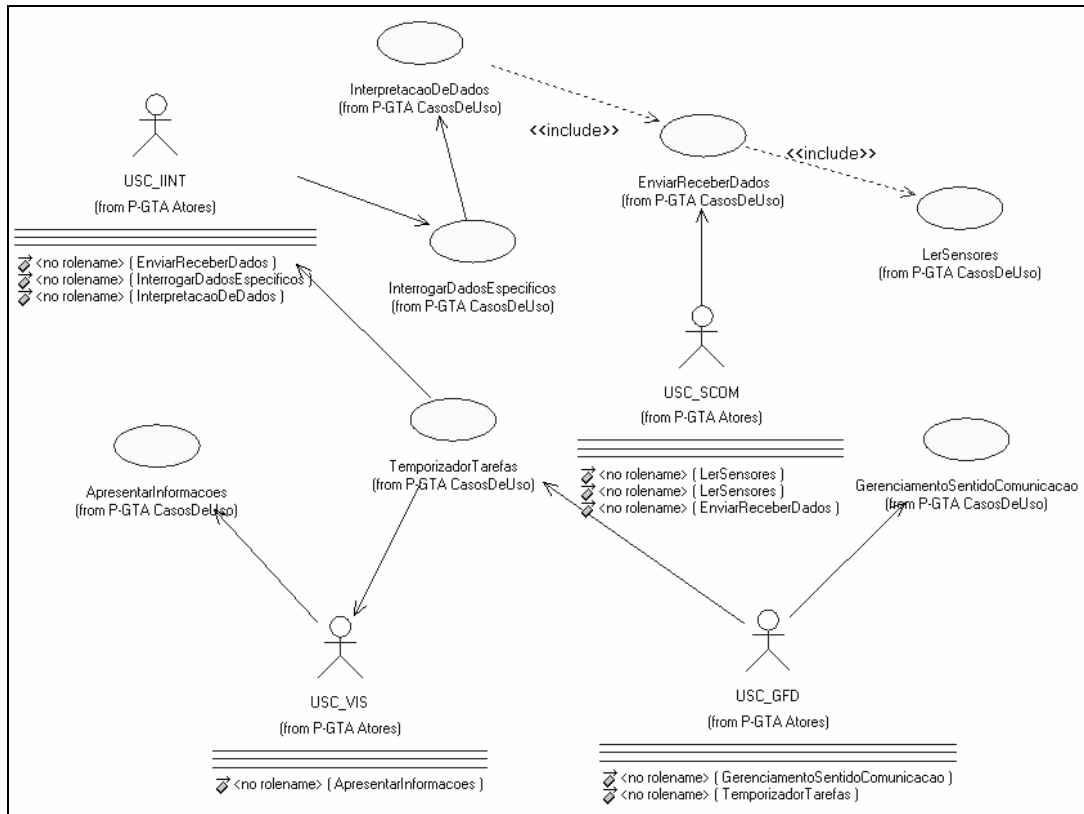 InterpretacaoDeDados
(from P-GTA CasosDeUso)
<<include>>
EnviarReceberDados
(from P-GTA CasosDeUso)
<<include>>
LerSensores
(from P-GTA CasosDeUso)
USC_IINT
(from P-GTA Atores)
<no rolename> ( EnviarReceberDados )
<no rolename> ( InterrogarDadosEspecificos )
<no rolename> ( InterpretacaoDeDados )
InterrogarDadosEspecificos
(from P-GTA CasosDeUso)
USC_SCOM
(from P-GTA Atores)
<no rolename> ( LerSensores )
<no rolename> ( LerSensores )
<no rolename> ( EnviarReceberDados )
ApresentarInformacoes
(from P-GTA CasosDeUso)
TemporizadorTarefas
(from P-GTA CasosDeUso)
GerenciamentoSentidoComunicacao
(from P-GTA CasosDeUso)
USC_VIS
(from P-GTA Atores)
<no rolename> ( ApresentarInformacoes )
USC_GFD
(from P-GTA Atores)
<no rolename> ( GerenciamentoSentidoComunicacao )
<no rolename> ( TemporizadorTarefas )